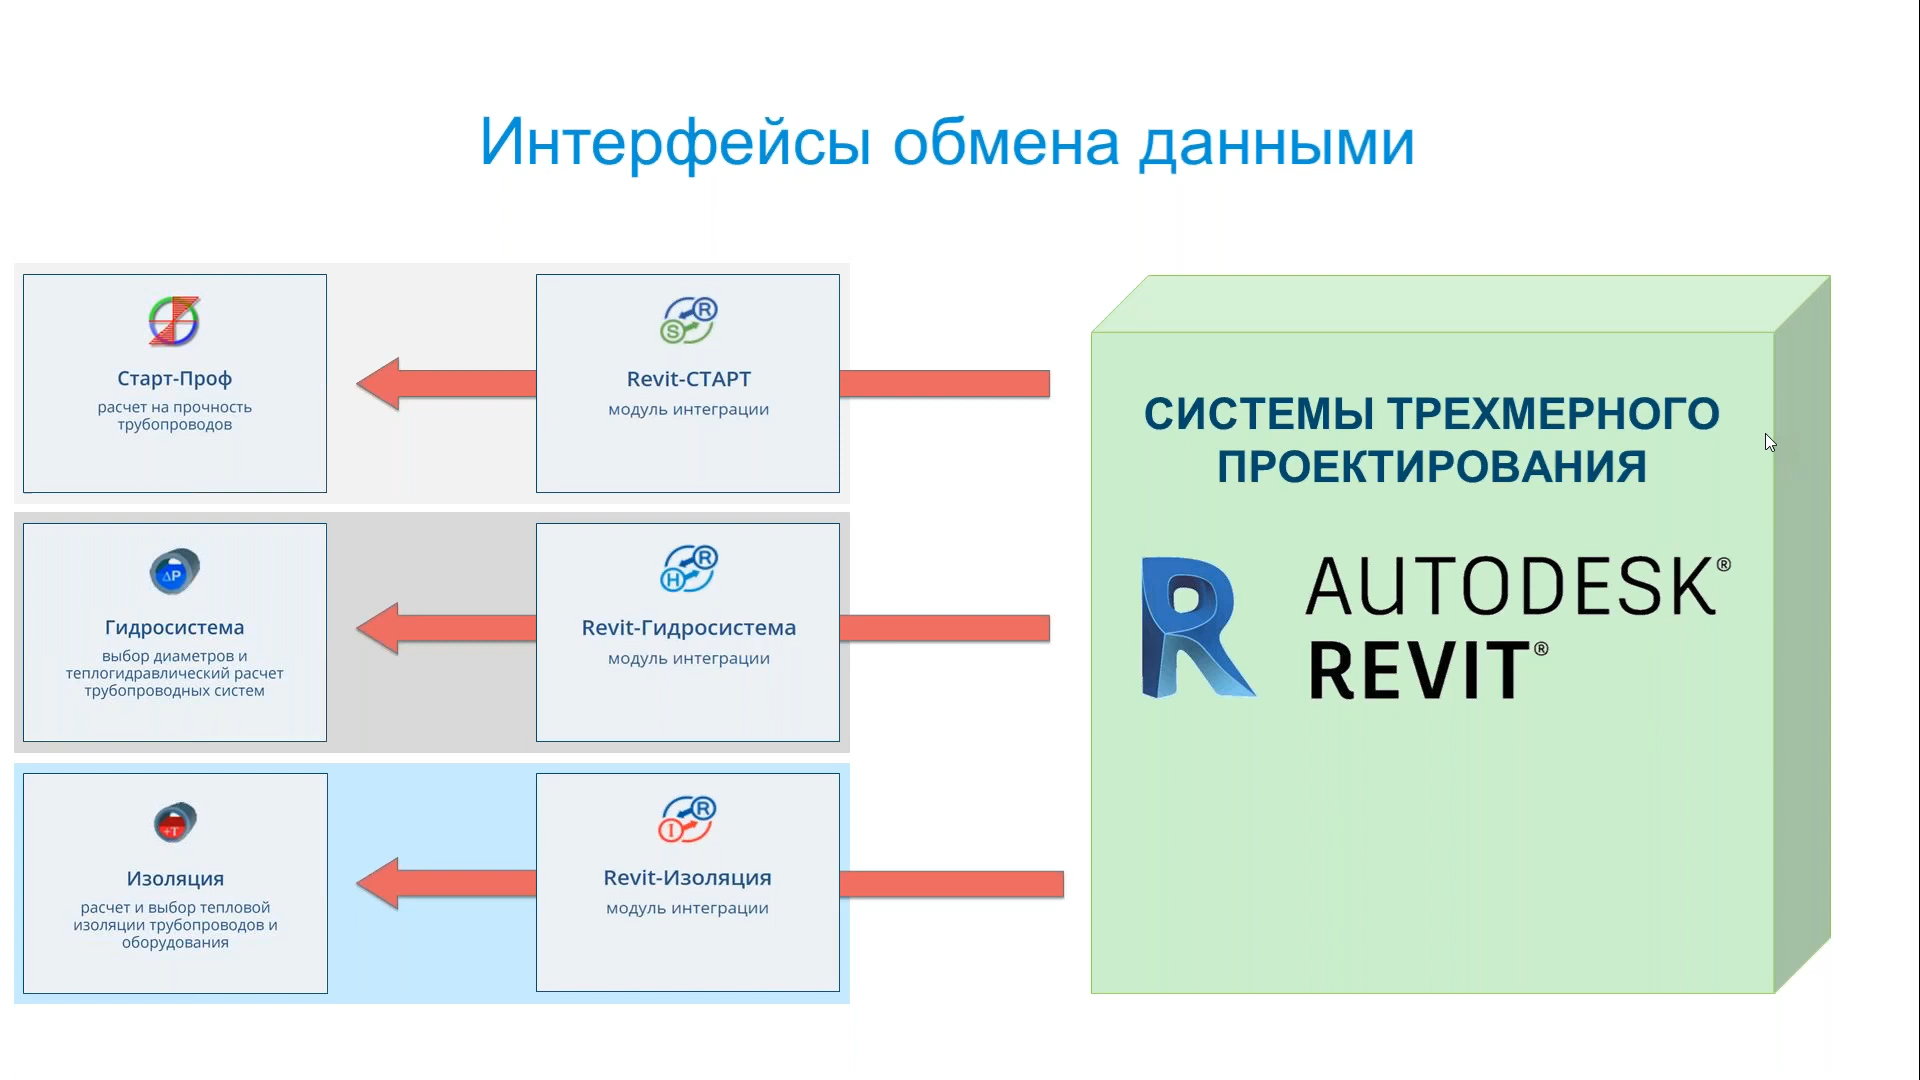 Интерфейсы обмена данными
Старт-Проф
расчет на прочность
трубопроводов
S R
Revit-СТАРТ
модуль интеграции
ΔP
Гидросистема
выбор диаметров и
теплогидравлический расчет
трубопроводных систем
H R
Revit-Гидросистема
модуль интеграции
+T
Изоляция
расчет и выбор тепловой
изоляции трубопроводов и
оборудования
I R
Revit-Изоляция
модуль интеграции
СИСТЕМЫ ТРЕХМЕРНОГО
ПРОЕКТИРОВАНИЯ
R
AUTODESK®
REVIT®